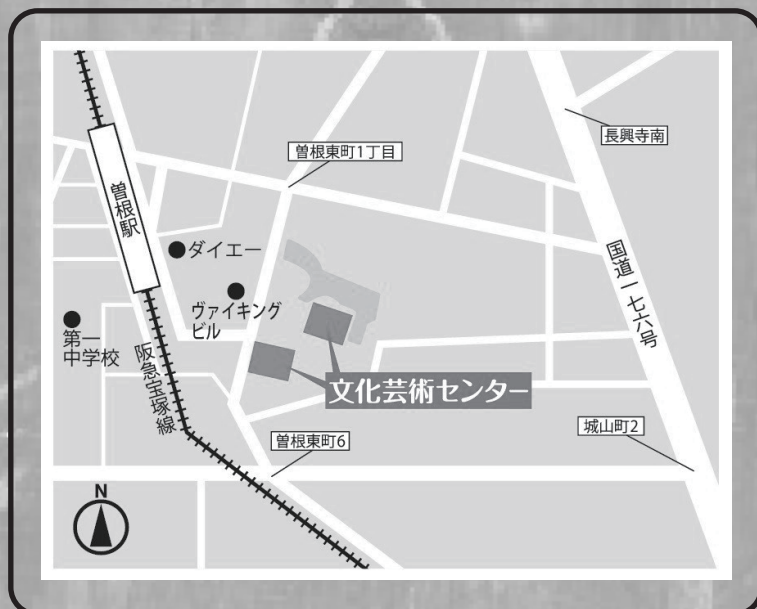 長興寺南
曽根東町1丁目
曽根駅
ダイエー
国道一七六号
ヴァイキング
ビル
第一
中学校
阪急宝塚線
文化芸術センター
城山町2
曽根東町6
N